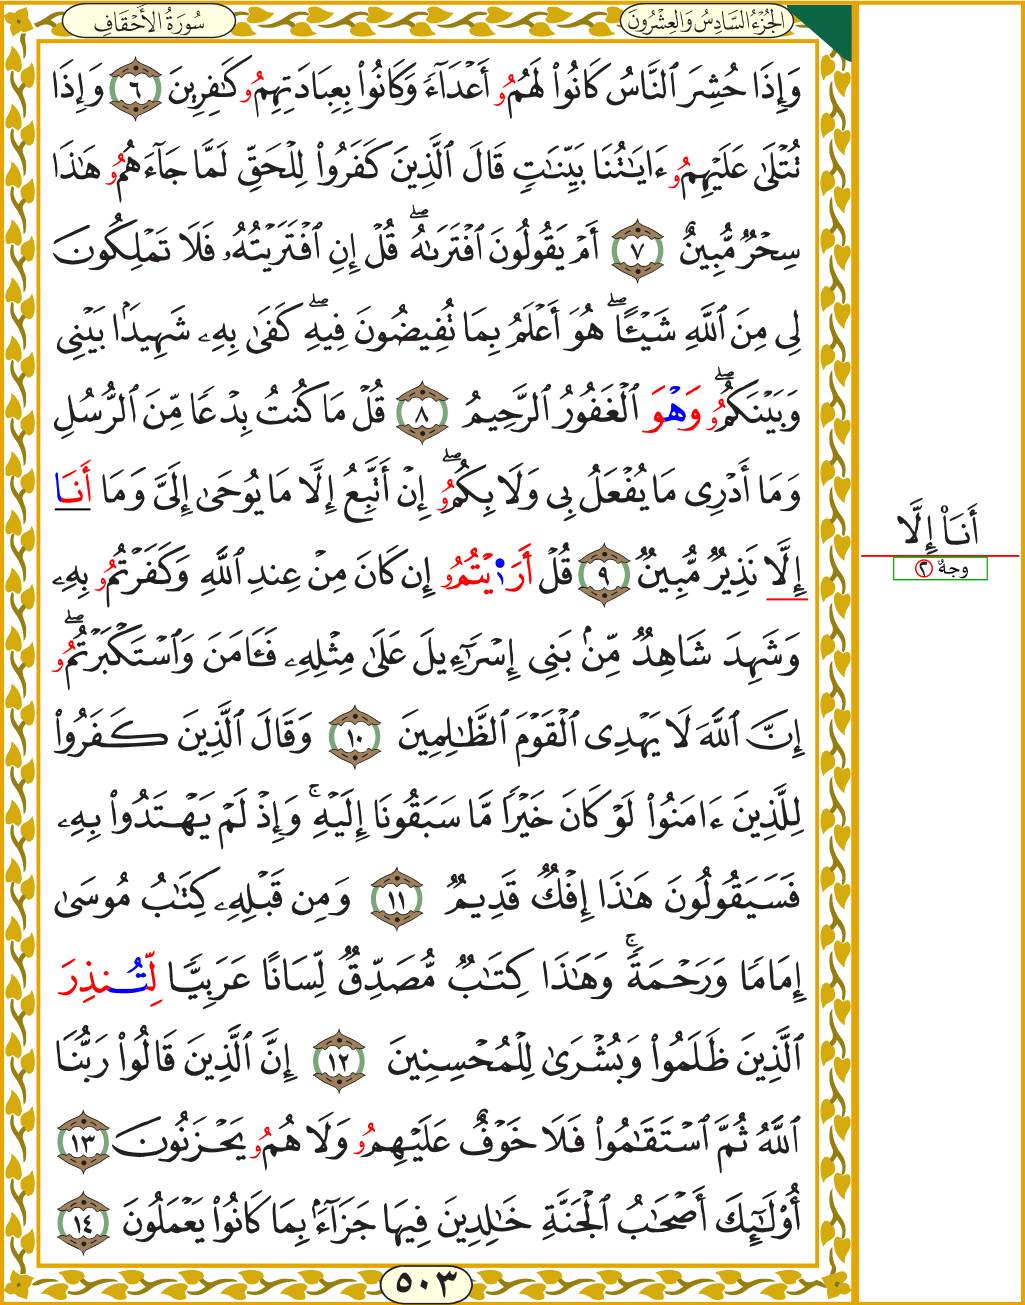 الجُزْءُ السَّادِسُ وَالعِشْرُونَ
سُورَةُ الأَحْقَافِ
وَإِذَا حُشِرَ ٱلنَّاسُ كَانُوا۟ لَهُمُۥ أَعْدَآءً وَكَانُوا۟ بِعِبَادَتِهِمُۥ كَـٰفِرِينَ ٦ وَإِذَا
تُتْلَىٰ عَلَيْهِمُۥ ءَايَـٰتُنَا بَيِّنَـٰتٍ قَالَ ٱلَّذِينَ كَفَرُوا۟ لِلْحَقِّ لَمَّا جَآءَهُمُۥ هَـٰذَا
سِحْرٌ مُّبِينٌ ٧ أَمْ يَقُولُونَ ٱفْتَرَىٰهُ ۖ قُلْ إِنِ ٱفْتَرَيْتُهُۥ فَلَا تَمْلِكُونَ
لِى مِنَ ٱللَّهِ شَيْـًٔا ۖ هُوَ أَعْلَمُ بِمَا تُفِيضُونَ فِيهِ ۖ كَفَىٰ بِهِۦ شَهِيدًۢا بَيْنِى
وَبَيْنَكُمُۥ ۖ وَهْوَ ٱلْغَفُورُ ٱلرَّحِيمُ ٨ قُلْ مَا كُنتُ بِدْعًا مِّنَ ٱلرُّسُلِ
وَمَا أَدْرِى مَا يُفْعَلُ بِى وَلَا بِكُمُۥ ۖ إِنْ أَتَّبِعُ إِلَّا مَا يُوحَىٰ إِلَىَّ وَمَا أَنَا
إِلَّا نَذِيرٌ مُّبِينٌ ٩ قُلْ أَرَ•يْتُمُۥ إِن كَانَ مِنْ عِندِ ٱللَّهِ وَكَفَرْتُمُۥ بِهِۦ
وَشَهِدَ شَاهِدٌ مِّنۢ بَنِى إِسْرَٰٓءِيلَ عَلَىٰ مِثْلِهِۦ فَـَٔامَنَ وَٱسْتَكْبَرْتُمُۥ ۖ
إِنَّ ٱللَّهَ لَا يَهْدِى ٱلْقَوْمَ ٱلظَّـٰلِمِينَ ١٠ وَقَالَ ٱلَّذِينَ كَفَرُوا۟
لِلَّذِينَ ءَامَنُوا۟ لَوْ كَانَ خَيْرًا مَّا سَبَقُونَا إِلَيْهِ ۚ وَإِذْ لَمْ يَهْتَدُوا۟ بِهِۦ
فَسَيَقُولُونَ هَـٰذَا إِفْكٌ قَدِيمٌ ١١ وَمِن قَبْلِهِۦ كِتَـٰبُ مُوسَىٰ
إِمَامًا وَرَحْمَةً ۚ وَهَـٰذَا كِتَـٰبٌ مُّصَدِّقٌ لِّسَانًا عَرَبِيًّا لِّتُنذِرَ
ٱلَّذِينَ ظَلَمُوا۟ وَبُشْرَىٰ لِلْمُحْسِنِينَ ١٢ إِنَّ ٱلَّذِينَ قَالُوا۟ رَبُّنَا
ٱللَّهُ ثُمَّ ٱسْتَقَـٰمُوا۟ فَلَا خَوْفٌ عَلَيْهِمُۥ وَلَا هُمُۥ يَحْزَنُونَ ١٣
أُو۟لَـٰٓئِكَ أَصْحَـٰبُ ٱلْجَنَّةِ خَـٰلِدِينَ فِيهَا جَزَآءًۢ بِمَا كَانُوا۟ يَعْمَلُونَ ١٤
أَنَا۠ إِلَّا
وجهٌ ٢
٥٠٣